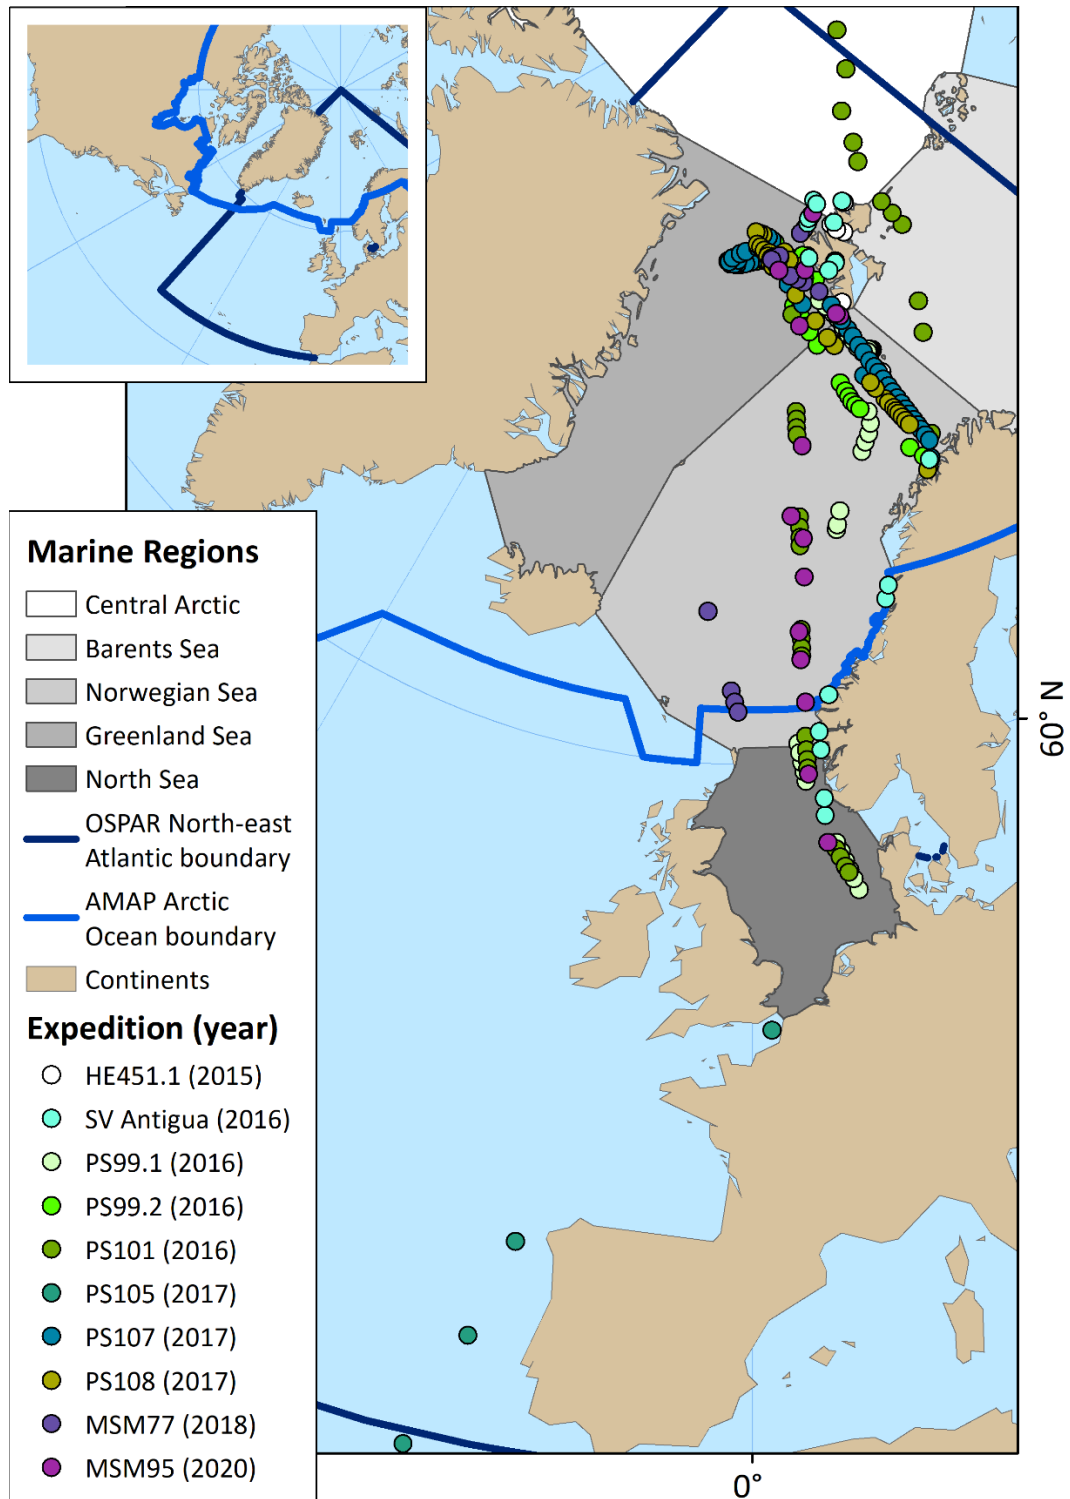 Marine Regions
Central Arctic
Barents Sea
Norwegian Sea
Greenland Sea
North Sea
OSPAR North-east
Atlantic boundary
AMAP Arctic
Ocean boundary
Continents
Expedition (year)
HE451.1 (2015)
SV Antigua (2016)
PS99.1 (2016)
PS99.2 (2016)
PS101 (2016)
PS105 (2017)
PS107 (2017)
PS108 (2017)
MSM77 (2018)
MSM95 (2020)
60° N
0°